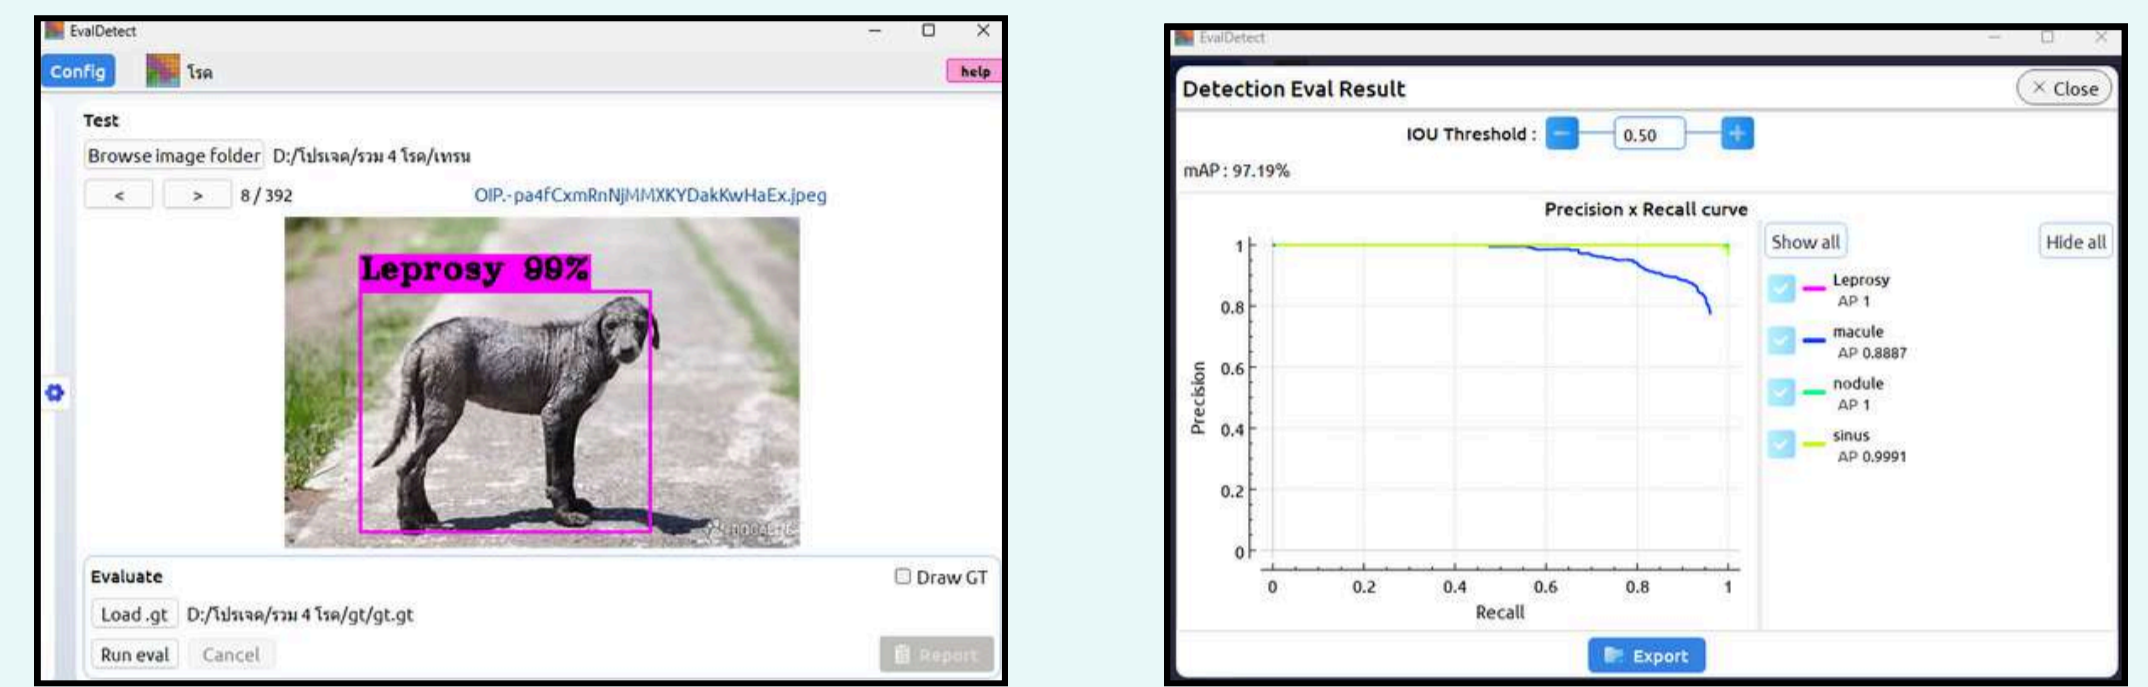 EvalDetect
Config
โรค
help
Test
Browse image folder D:/โปรเจค/รวม 4 โรค/เทรน
< > 8 / 392 OIP.-pa4fCxmRnNjMMXKYDakKwHaEx.jpeg
Leprosy 99%
Evaluate
Draw GT
Load .gt D:/โปรเจค/รวม 4 โรค/gt/gt.gt
Run eval Cancel
Report
EvalDetect
Detection Eval Result
× Close
IOU Threshold : − 0.50 +
mAP : 97.19%
Precision x Recall curve
Show all
Hide all
Leprosy
AP 1
macule
AP 0.8887
nodule
AP 1
sinus
AP 0.9991
Precision
1
0.8
0.6
0.4
0.2
0
0 0.2 0.4 0.6 0.8 1
Recall
Export